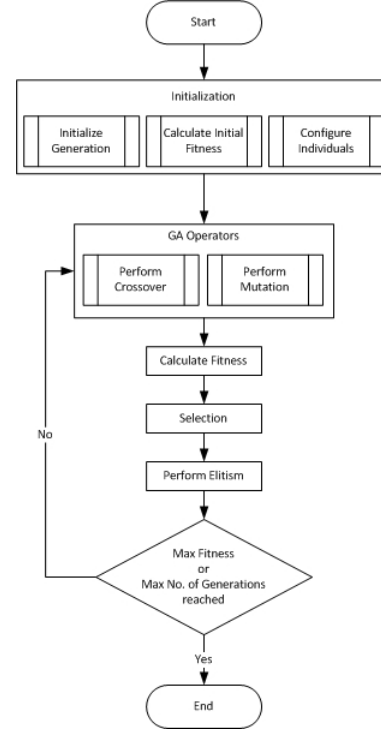 Start
Initialization
Initialize
Generation
Calculate Initial
Fitness
Configure
Individuals
GA Operators
Perform
Crossover
Perform
Mutation
Calculate Fitness
Selection
No
Perform Elitism
Max Fitness
or
Max No. of Generations
reached
Yes
End